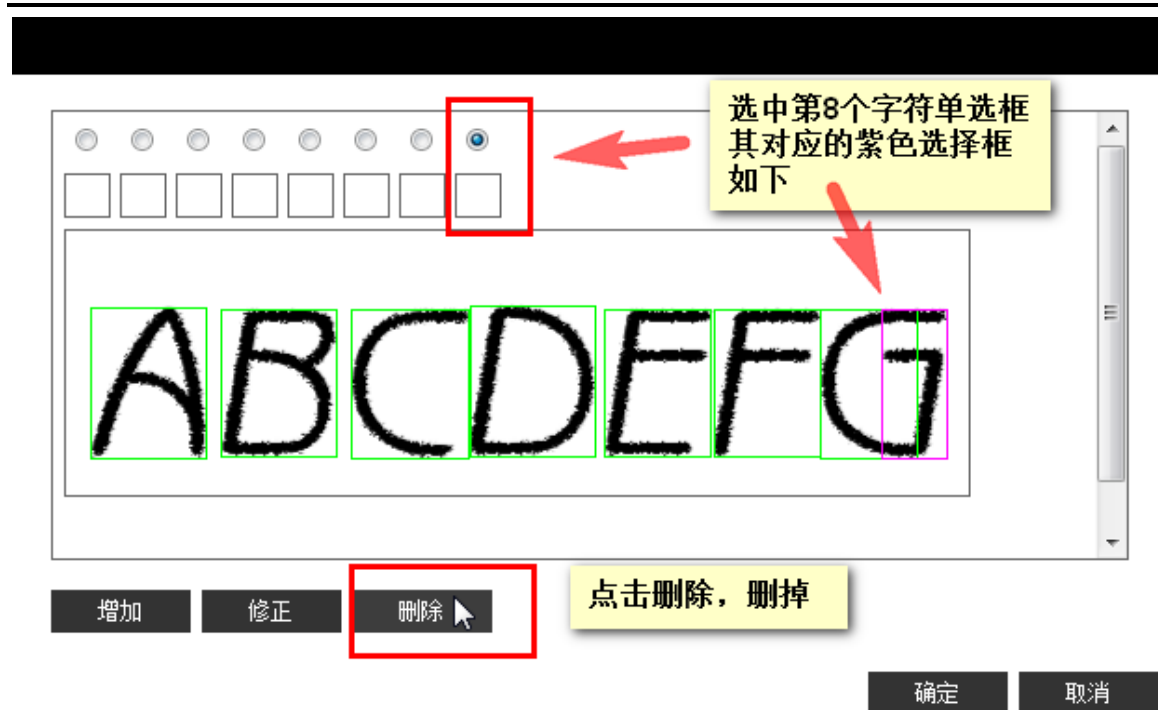 选中第8个字符单选框
其对应的紫色选择框
如下
ABCDEFG
增加
修正
删除
点击删除，删掉
确定
取消